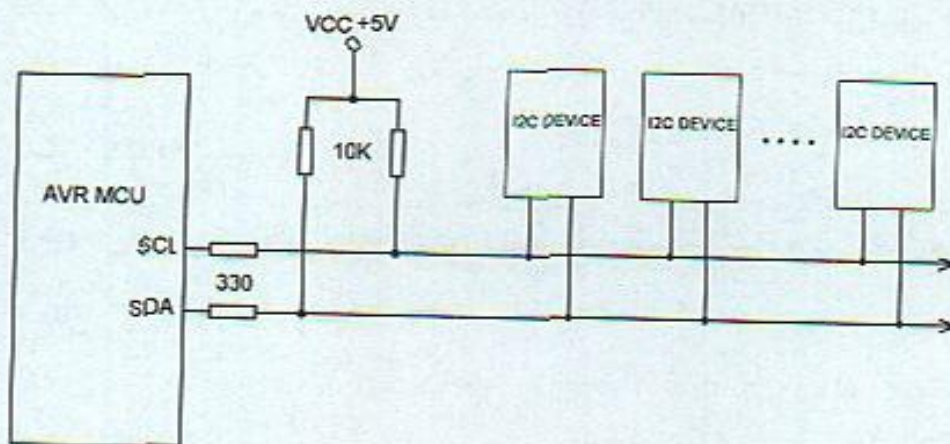 VCC +5V
I2C DEVICE
I2C DEVICE
....
I2C DEVICE
10K
AVR MCU
SCL
330
SDA